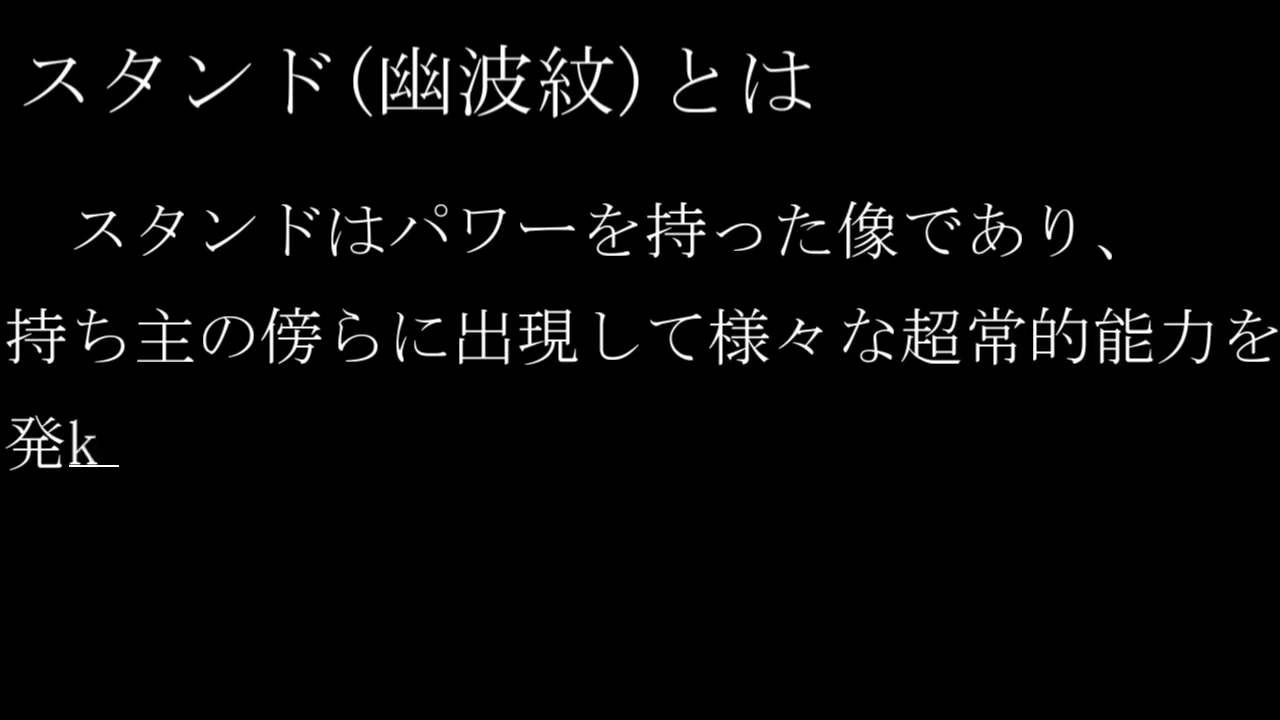 スタンド(幽波紋)とは
スタンドはパワーを持った像であり、
持ち主の傍らに出現して様々な超常的能力を
発k_